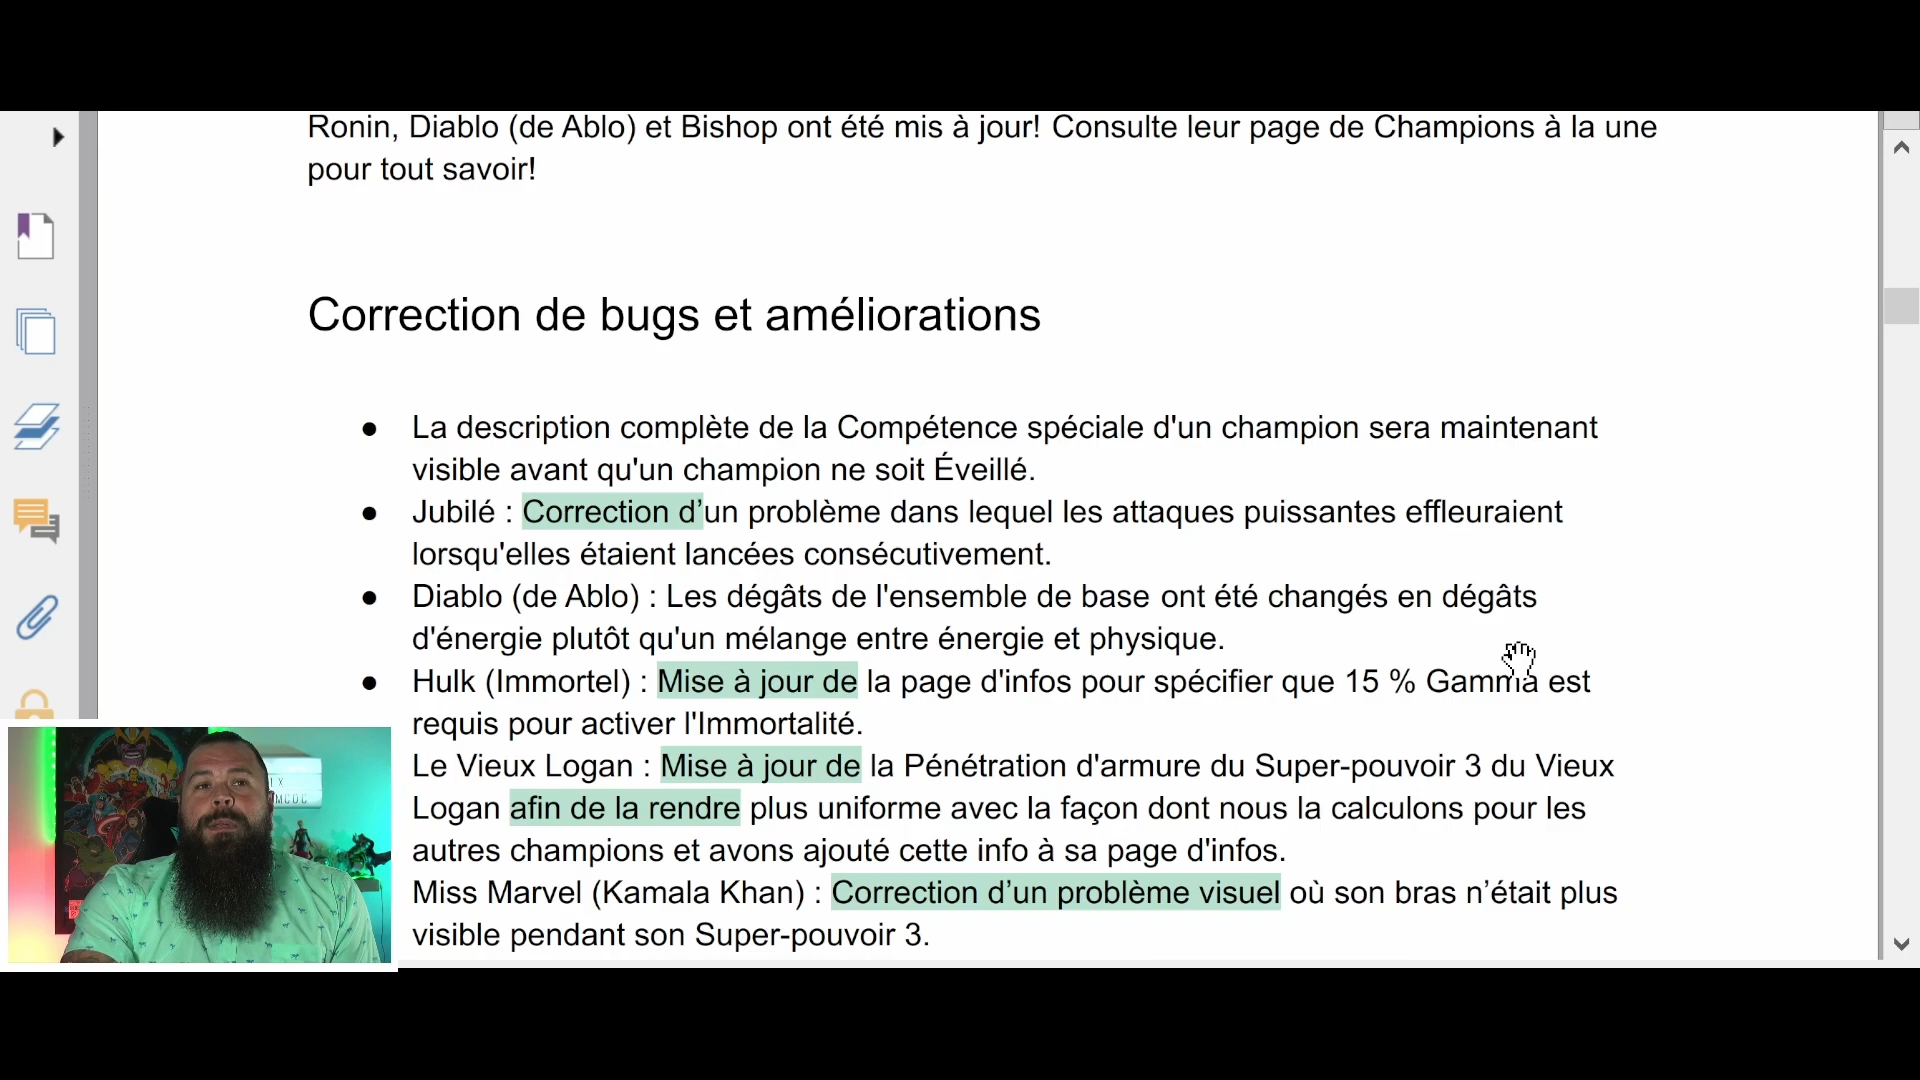 Ronin, Diablo (de Ablo) et Bishop ont été mis à jour! Consulte leur page de Champions à la une
pour tout savoir!
Correction de bugs et améliorations
● La description complète de la Compétence spéciale d'un champion sera maintenant
visible avant qu'un champion ne soit Éveillé.
● Jubilé : Correction d’un problème dans lequel les attaques puissantes effleuraient
lorsqu'elles étaient lancées consécutivement.
● Diablo (de Ablo) : Les dégâts de l'ensemble de base ont été changés en dégâts
d'énergie plutôt qu'un mélange entre énergie et physique.
● Hulk (Immortel) : Mise à jour de la page d'infos pour spécifier que 15 % Gamma est
requis pour activer l'Immortalité.
Le Vieux Logan : Mise à jour de la Pénétration d'armure du Super-pouvoir 3 du Vieux
Logan afin de la rendre plus uniforme avec la façon dont nous la calculons pour les
autres champions et avons ajouté cette info à sa page d'infos.
Miss Marvel (Kamala Khan) : Correction d’un problème visuel où son bras n’était plus
visible pendant son Super-pouvoir 3.